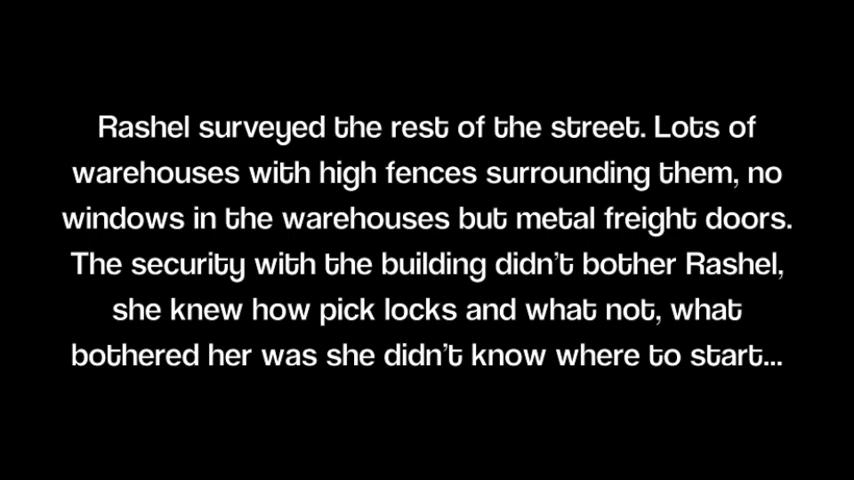 Rashel surveyed the rest of the street. Lots of
warehouses with high fences surrounding them, no
windows in the warehouses but metal freight doors.
The security with the building didn't bother Rashel,
she knew how pick locks and what not, what
bothered her was she didn't know where to start...